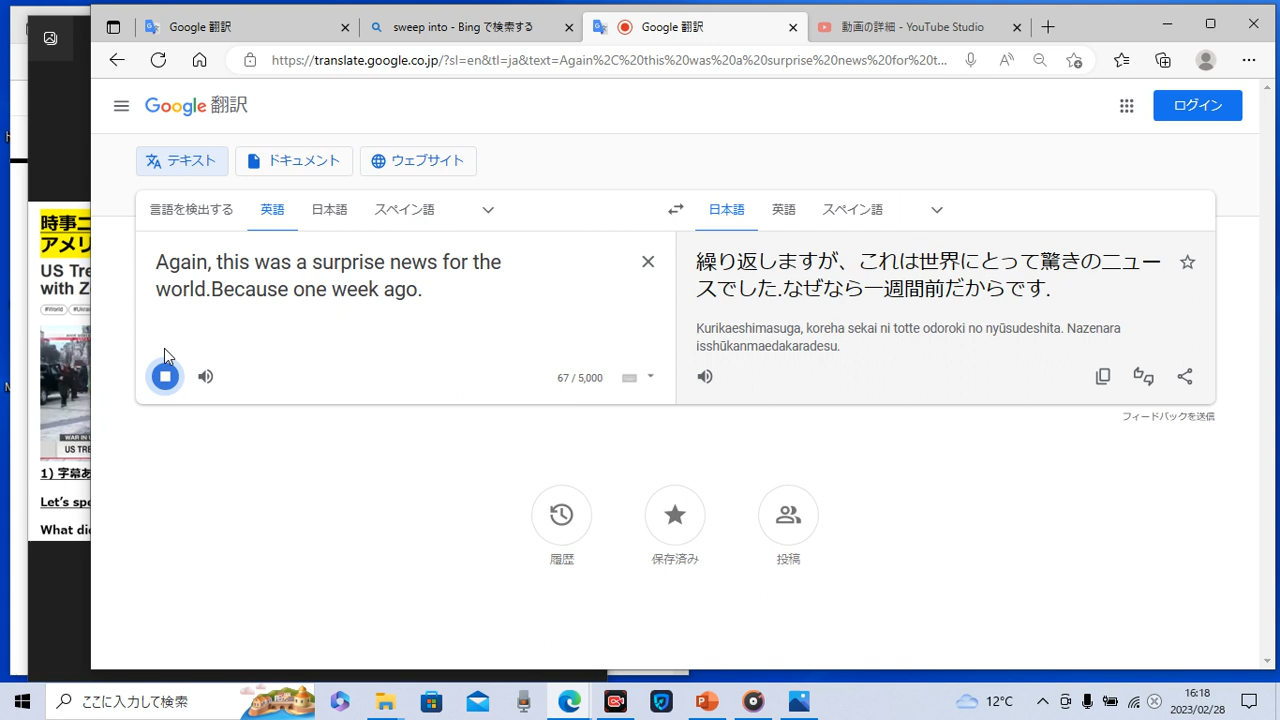 Google 翻訳
sweep into - Bing で検索する
Google 翻訳
動画の詳細 - YouTube Studio
https://translate.google.co.jp/?sl=en&tl=ja&text=Again%2C%20this%20was%20a%20surprise%20news%20for%20t...
Google 翻訳
ログイン
テキスト
ドキュメント
ウェブサイト
言語を検出する
英語
日本語
スペイン語
日本語
英語
スペイン語
Again, this was a surprise news for the
world.Because one week ago.
67 / 5,000
繰り返しますが、これは世界にとって驚きのニュー
スでした.なぜなら一週間前だからです.
Kurikaeshimasuga, koreha sekai ni totte odoroki no nyūsudeshita. Nazenara
isshūkanmaedakaradesu.
フィードバックを送信
履歴
保存済み
投稿
時事ニ
アメリ
US Tre
with Z
#World
#Ukra
WAR IN U
US TRE
1) 字幕あ
Let's spe
What did
ここに入力して検索
12°C
16:18
2023/02/28